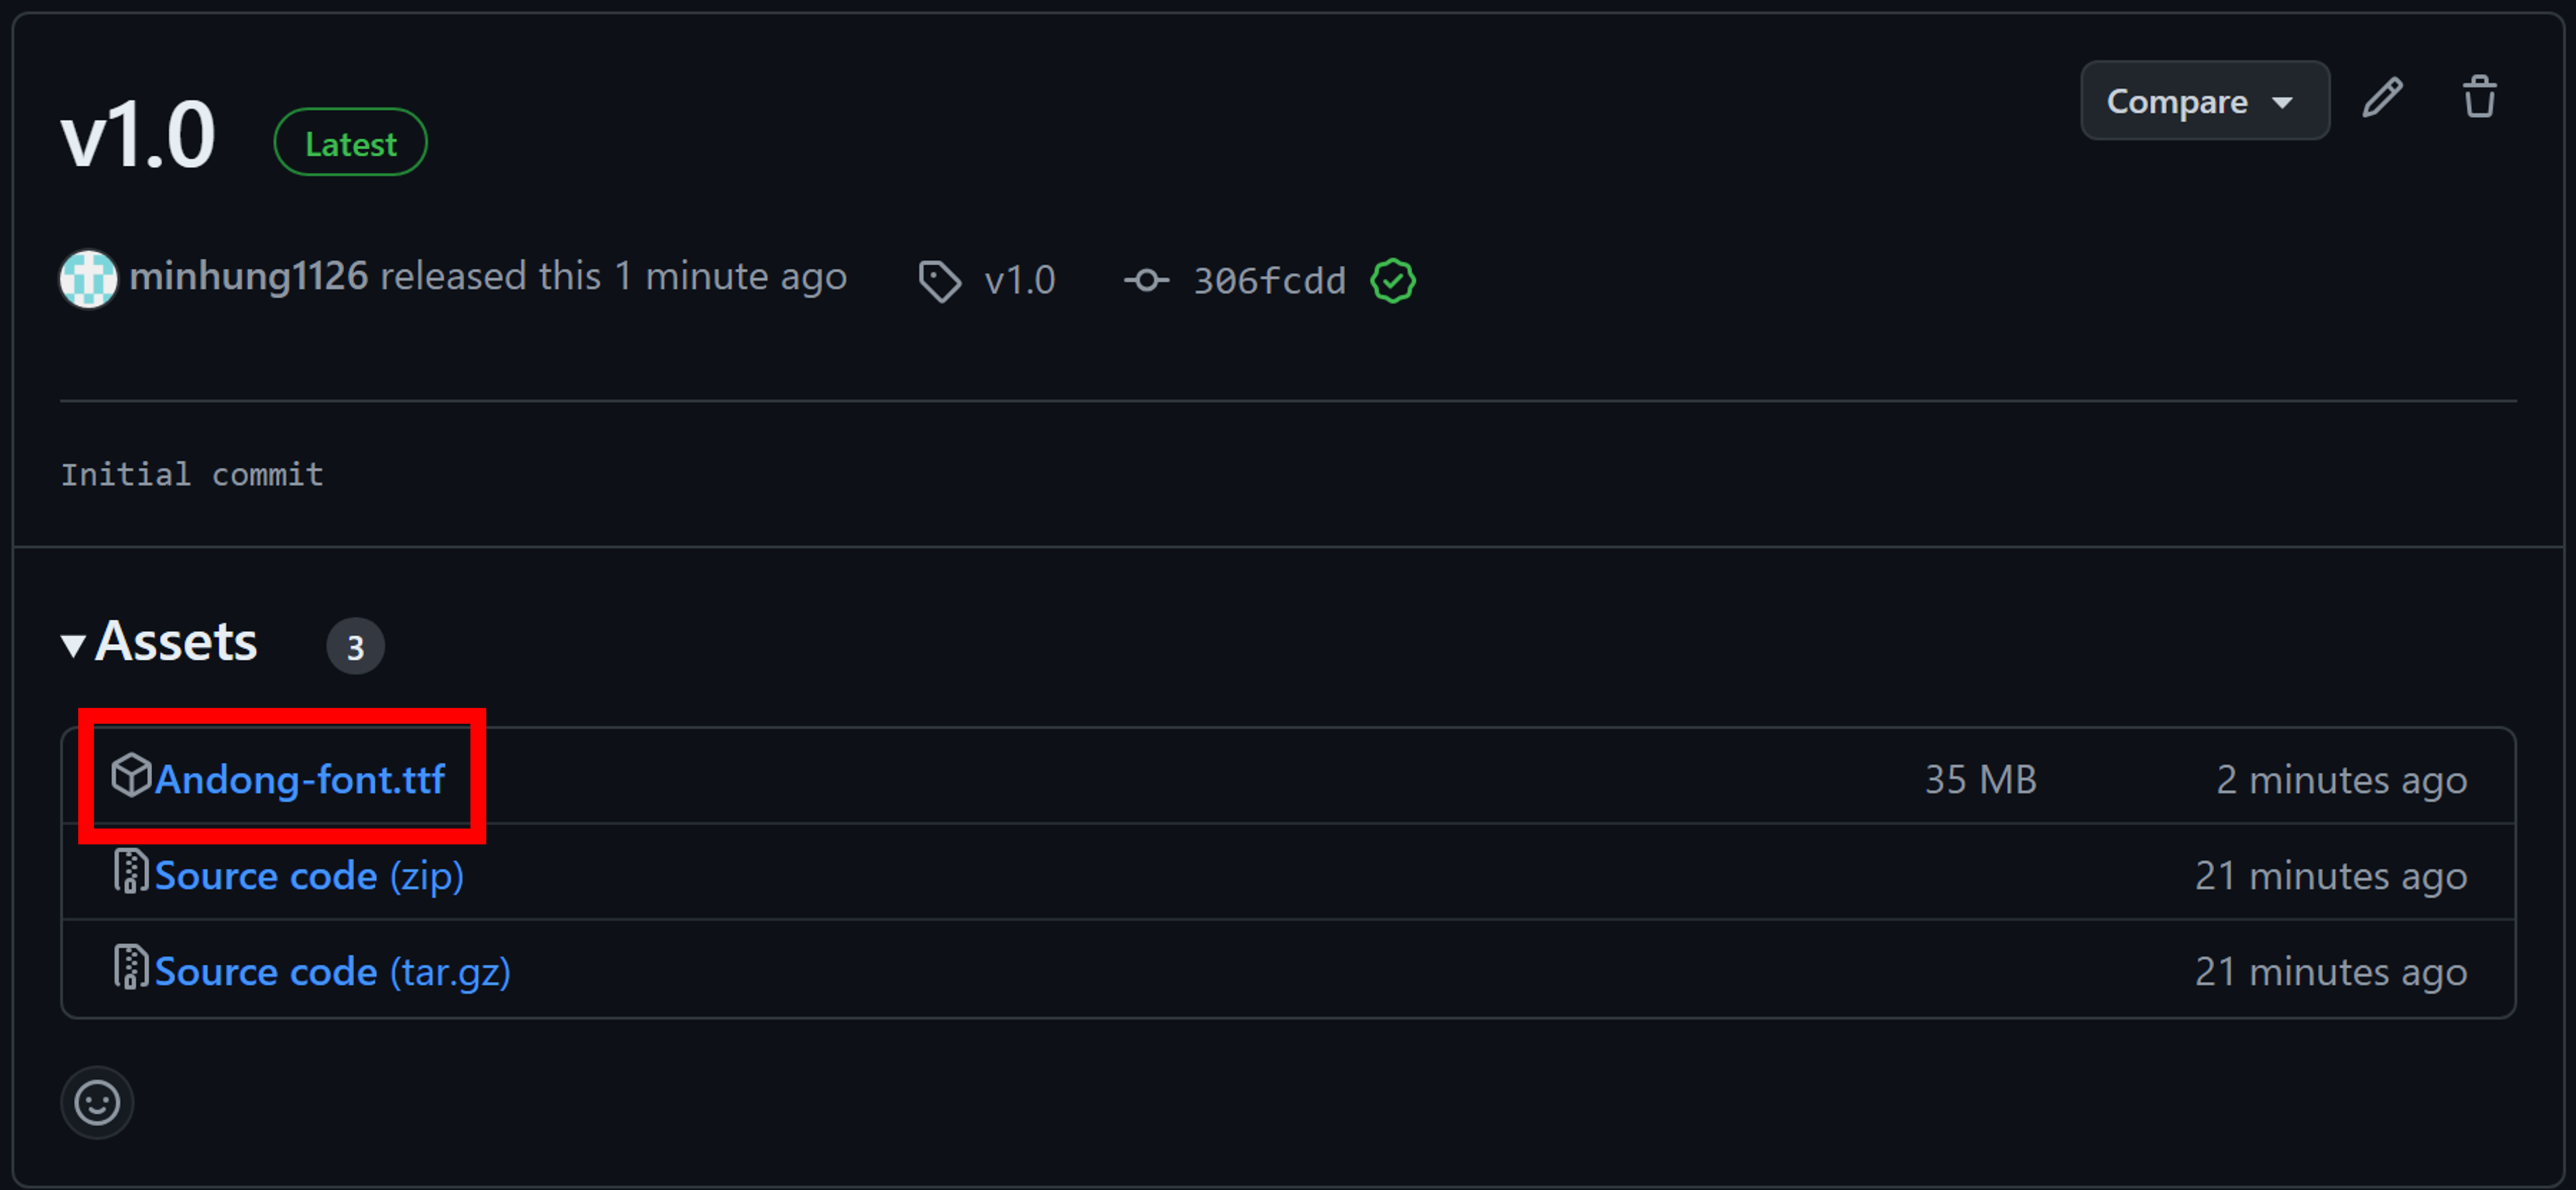 v1.0 Latest Compare
minhung1126 released this 1 minute ago v1.0 306fcdd
Initial commit
Assets 3
Andong-font.ttf 35 MB 2 minutes ago
Source code (zip) 21 minutes ago
Source code (tar.gz) 21 minutes ago